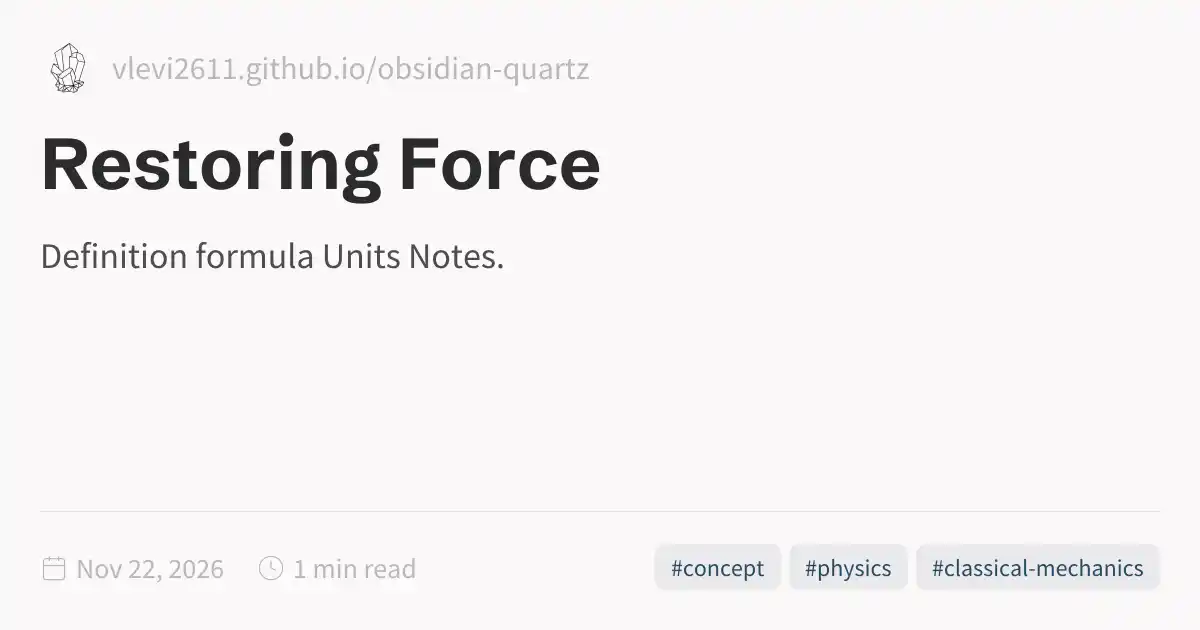 vlevi2611.github.io/obsidian-quartz
Restoring Force
Definition formula Units Notes.
Nov 22, 2026 1 min read #concept #physics #classical-mechanics